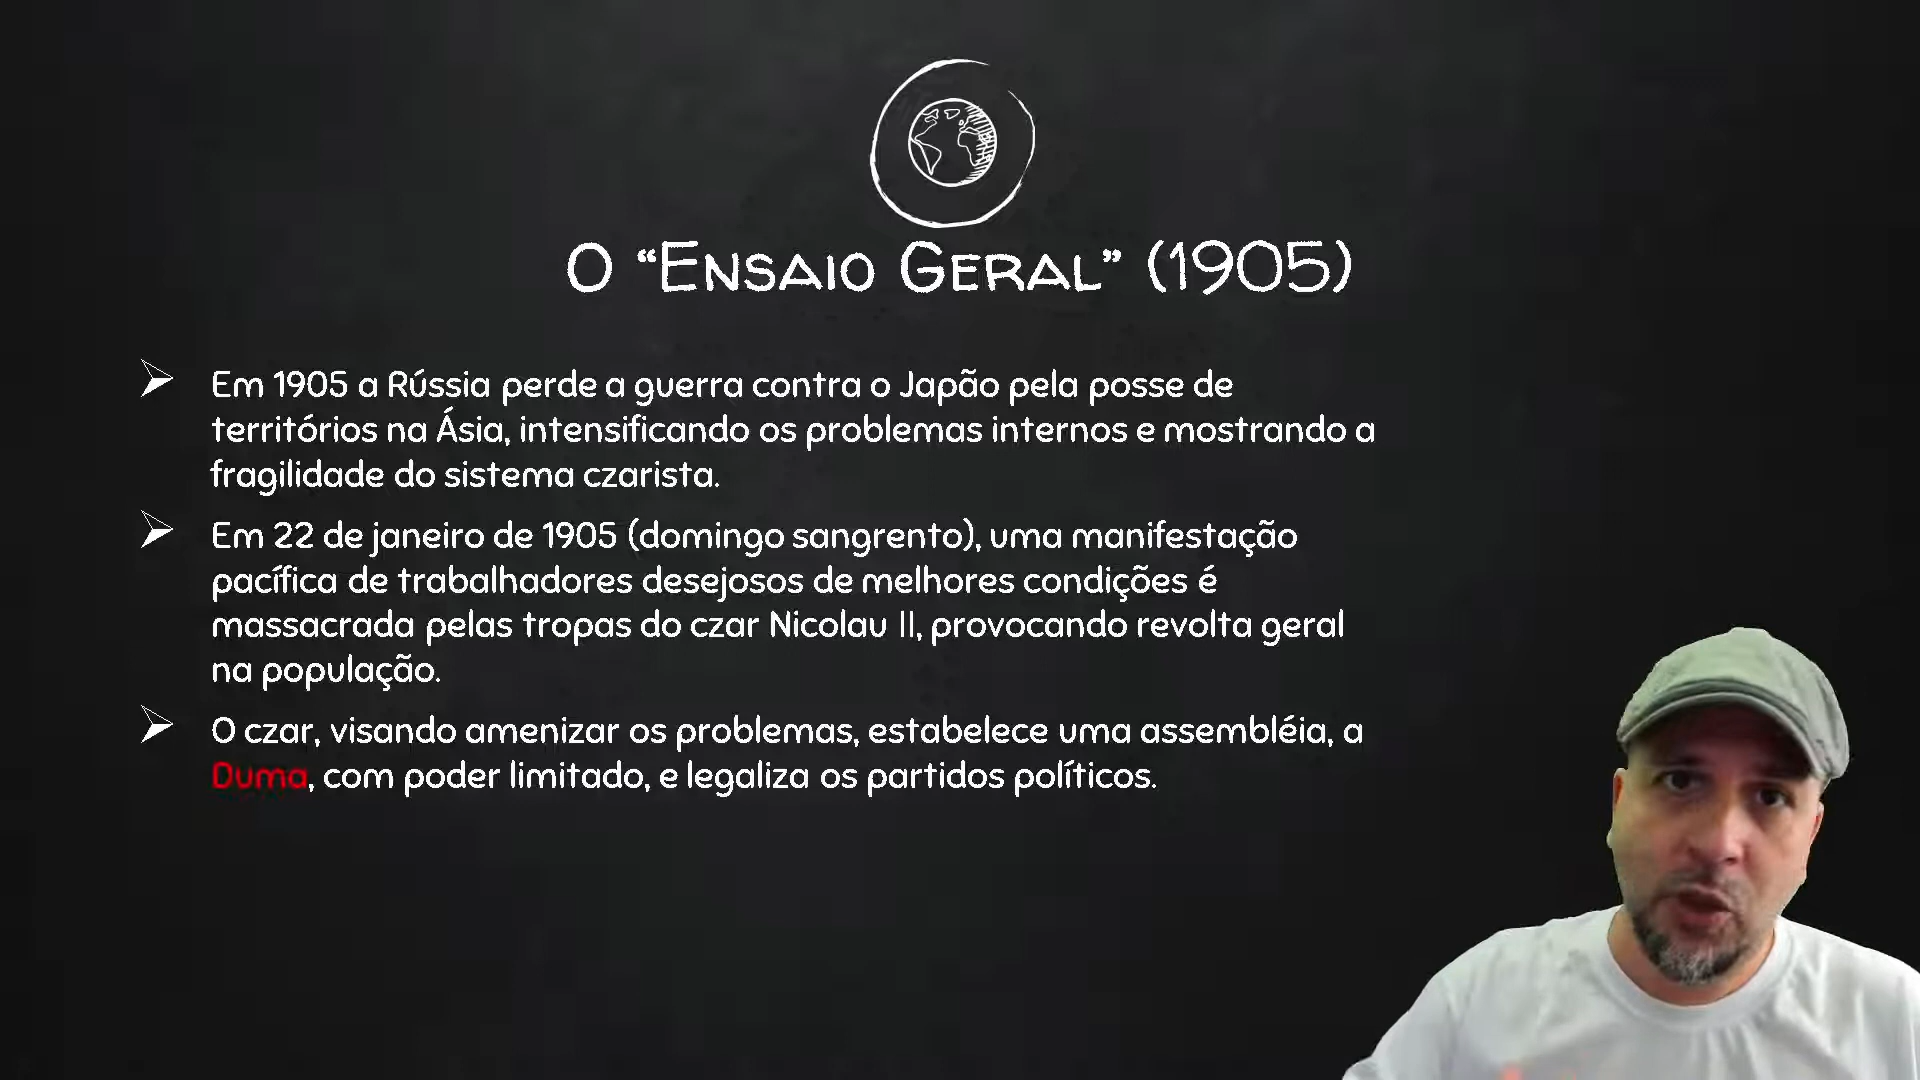 O “Ensaio Geral” (1905)
Em 1905 a Rússia perde a guerra contra o Japão pela posse de
territórios na Ásia, intensificando os problemas internos e mostrando a
fragilidade do sistema czarista.
Em 22 de janeiro de 1905 (domingo sangrento), uma manifestação
pacífica de trabalhadores desejosos de melhores condições é
massacrada pelas tropas do czar Nicolau II, provocando revolta geral
na população.
O czar, visando amenizar os problemas, estabelece uma assembléia, a
Duma, com poder limitado, e legaliza os partidos políticos.